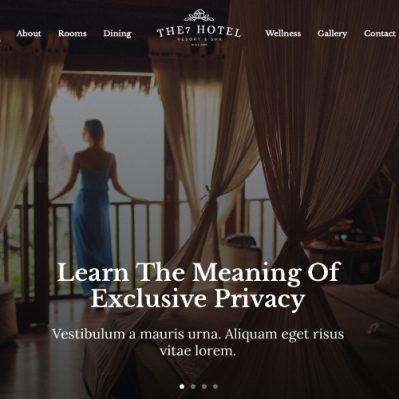 About Rooms Dining THE7 HOTEL Wellness Gallery Contact
RESORT & SPA
Learn The Meaning Of
Exclusive Privacy
Vestibulum a mauris urna. Aliquam eget risus
vitae lorem.